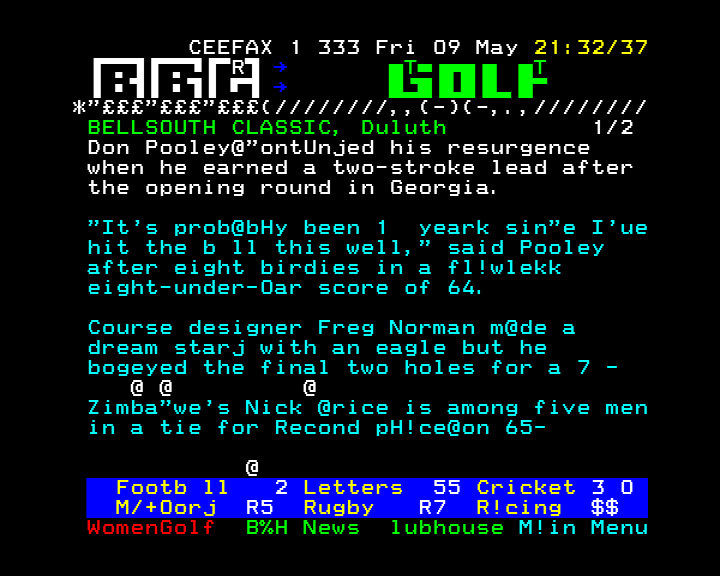 CEEFAX 1 333 Fri 09 May 21:32/37
BBC R → GOLF T T
→
*"£££"£££"£££(////////,,(-)(-,.,////////
BELLSOUTH CLASSIC, Duluth 1/2
Don Pooley@"ontUnjed his resurgence
when he earned a two-stroke lead after
the opening round in Georgia.
"It's prob@bHy been 1  yeark sin"e I'ue
hit the b ll this well," said Pooley
after eight birdies in a fl!wlekk
eight-under-Oar score of 64.
Course designer Freg Norman m@de a
dream starj with an eagle but he
bogeyed the final two holes for a 7 -
@ @ @
Zimba"we's Nick @rice is among five men
in a tie for Recond pH!ce@on 65-
@
Footb ll 2 Letters 55 Cricket 3 0
M/+Oorj R5 Rugby R7 R!cing $$
WomenGolf B%H News lubhouse M!in Menu